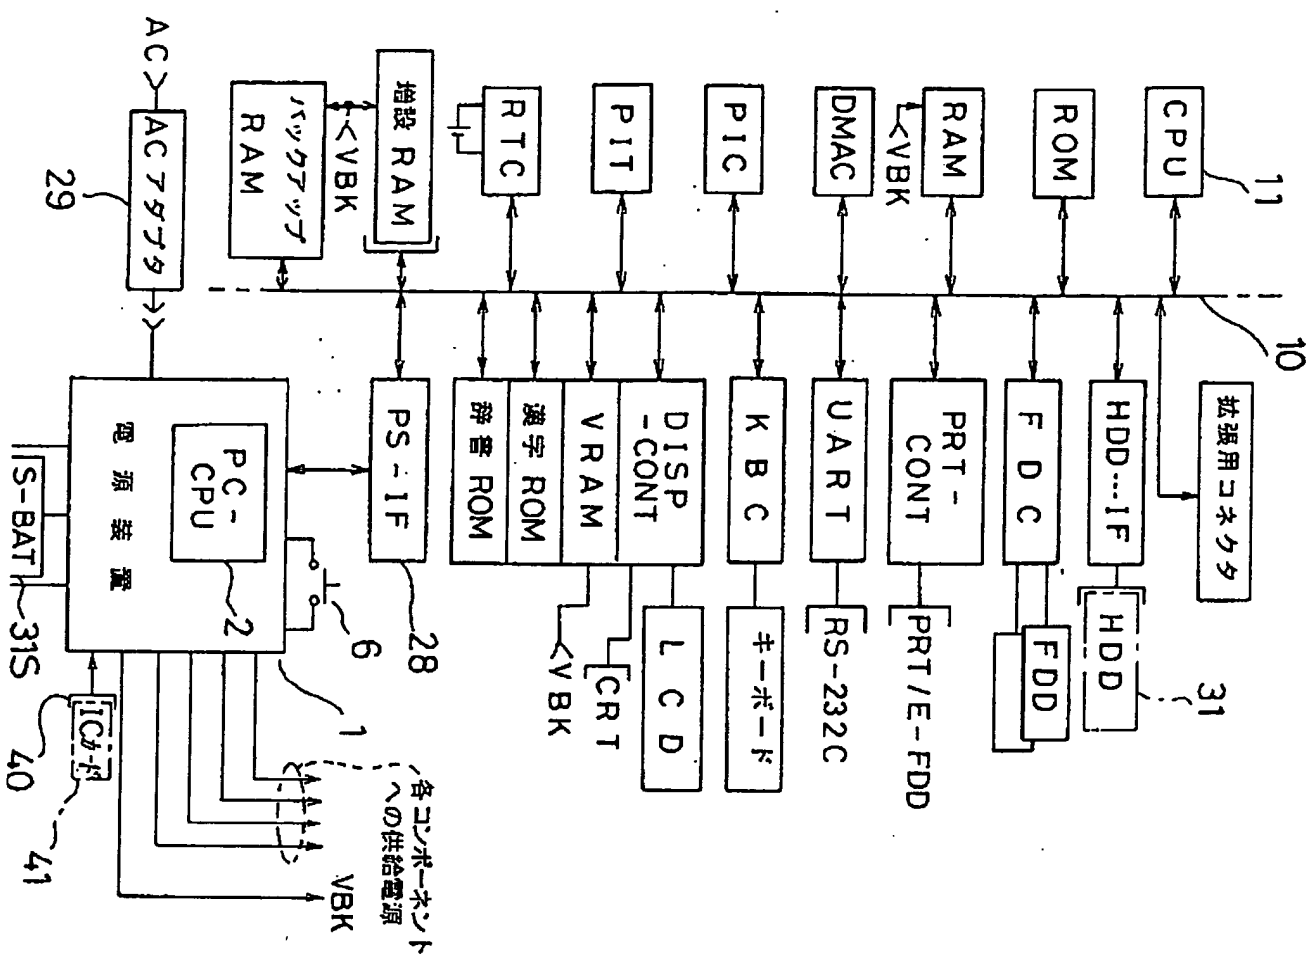 11
CPU
ROM
RAM
<VBK
DMAC
PIC
PIT
RTC
増設 RAM
<VBK
バックアップ
RAM
AC
ACアダプタ
29
10
拡張用コネクタ
HDD---IF
HDD
31
FDC
FDD
PRT-
CONT
PRT/E-FDD
UART
RS-232C
KBC
キーボード
DISP
-CONT
LCD
VRAM
CRT
<VBK
漢字 ROM
辞書 ROM
PS-IF
28
6
PC-
CPU
2
電源装置
1
S-BAT
31S
ICカード
40
41
各コンポーネント
への供給電源
VBK